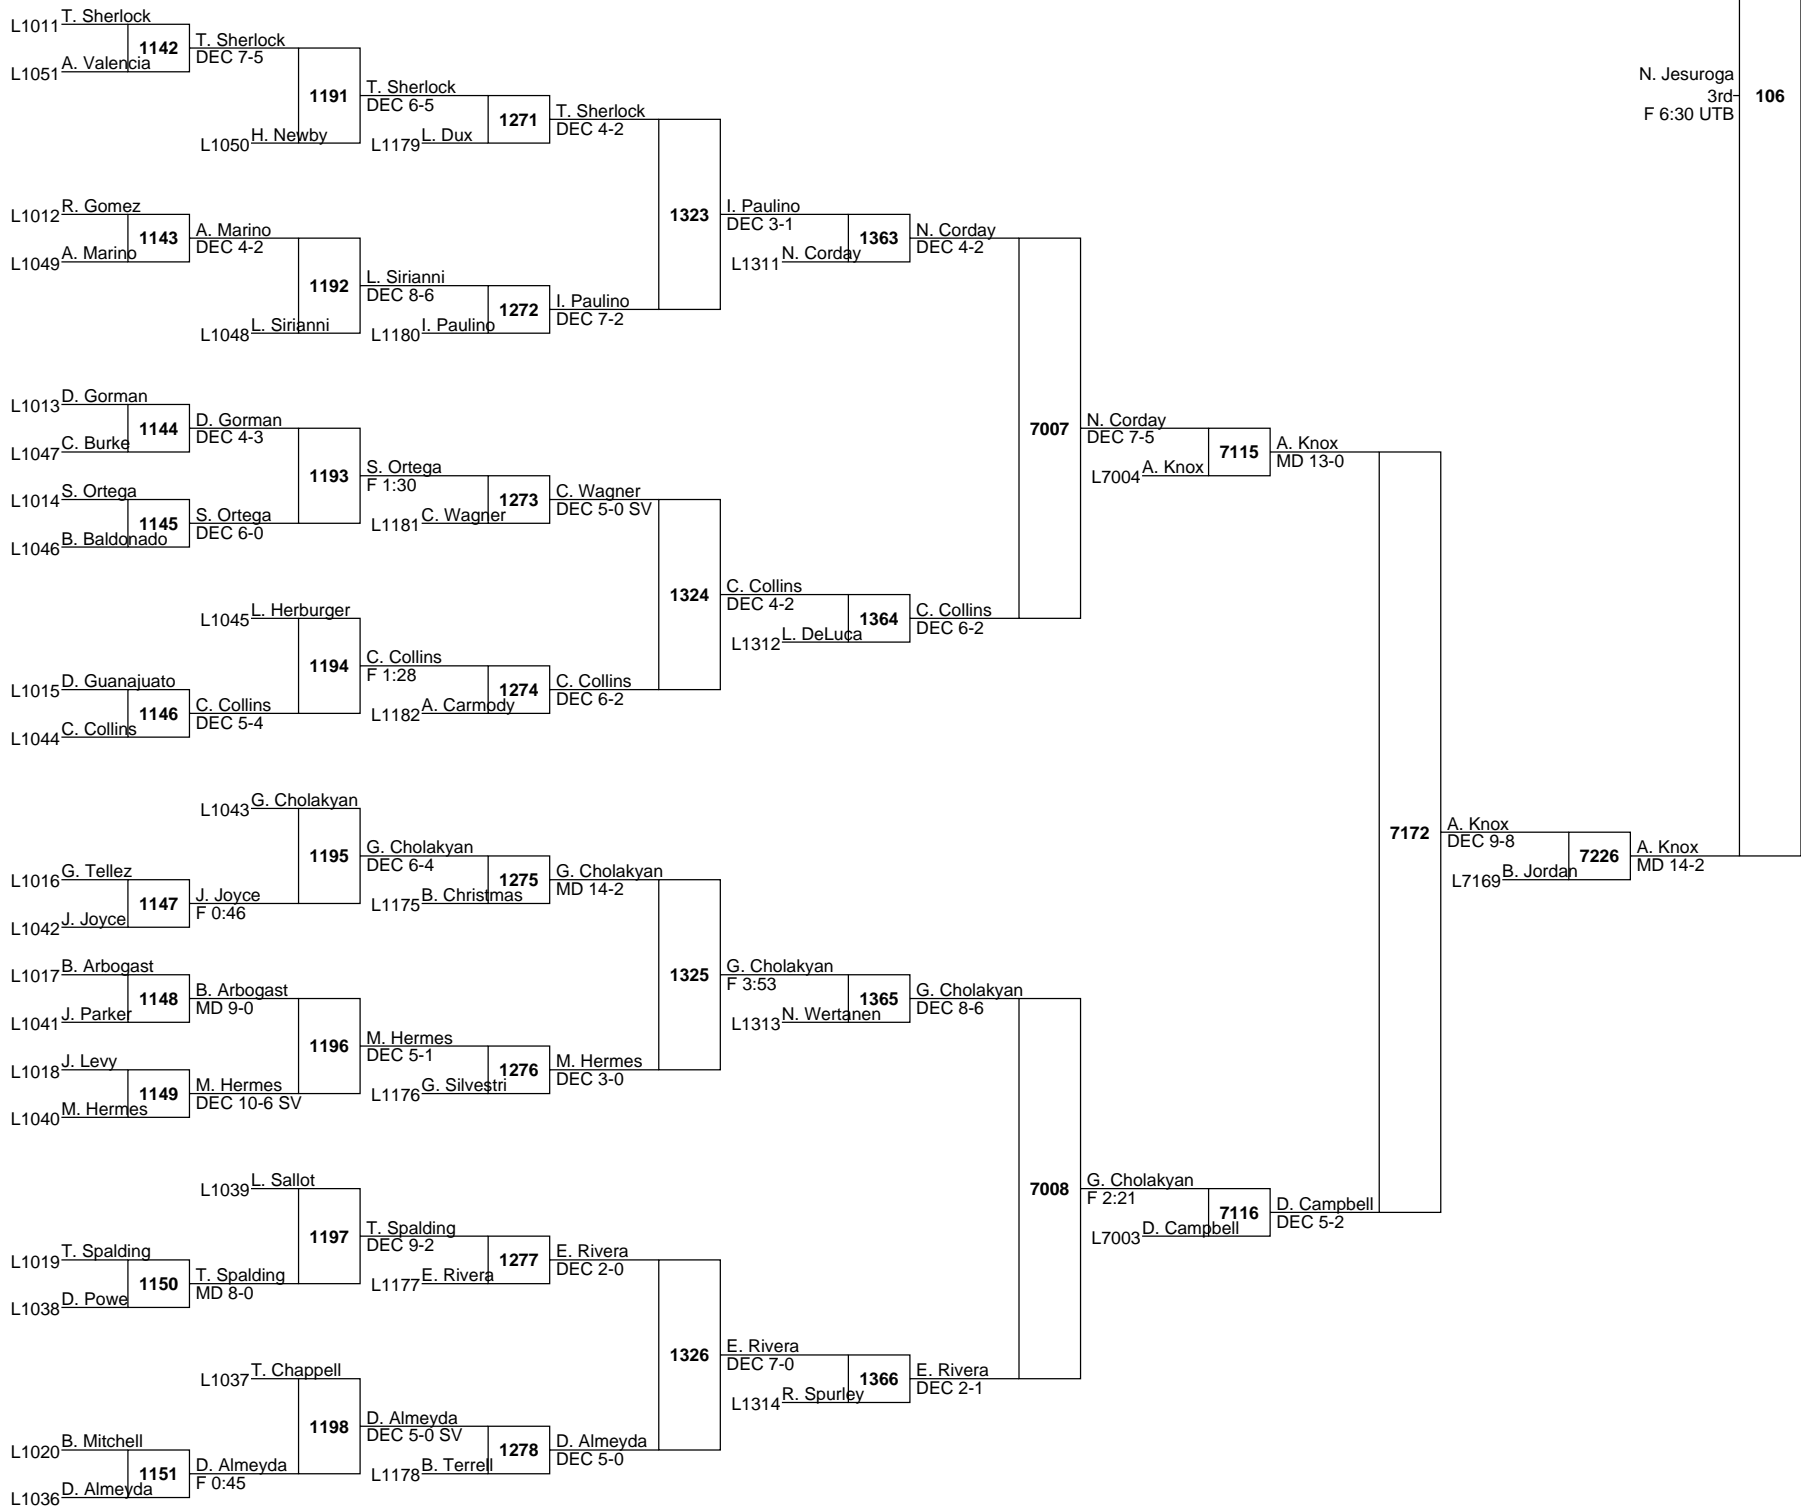 L1011 T. Sherlock
1142
L1051 A. Valencia
T. Sherlock
DEC 7-5
1191
L1050 H. Newby
T. Sherlock
DEC 6-5
1271
L1179 L. Dux
T. Sherlock
DEC 4-2
L1012 R. Gomez
1143
L1049 A. Marino
A. Marino
DEC 4-2
1192
L1048 L. Sirianni
L. Sirianni
DEC 8-6
1272
L1180 I. Paulino
I. Paulino
DEC 7-2
1323
I. Paulino
DEC 3-1
1363
L1311 N. Corday
N. Corday
DEC 4-2
L1013 D. Gorman
1144
L1047 C. Burke
D. Gorman
DEC 4-3
1193
L1014 S. Ortega
1145
L1046 B. Baldonado
S. Ortega
DEC 6-0
S. Ortega
F 1:30
1273
L1181 C. Wagner
C. Wagner
DEC 5-0 SV
L1045 L. Herburger
1194
L1015 D. Guanajuato
1146
L1044 C. Collins
C. Collins
DEC 5-4
C. Collins
F 1:28
1274
L1182 A. Carmody
C. Collins
DEC 6-2
1324
C. Collins
DEC 4-2
1364
L1312 L. DeLuca
C. Collins
DEC 6-2
7007
N. Corday
DEC 7-5
7115
L7004 A. Knox
A. Knox
MD 13-0
L1043 G. Cholakyan
1195
L1016 G. Tellez
1147
L1042 J. Joyce
J. Joyce
F 0:46
G. Cholakyan
DEC 6-4
1275
L1175 B. Christmas
G. Cholakyan
MD 14-2
L1017 B. Arbogast
1148
L1041 J. Parker
B. Arbogast
MD 9-0
1196
L1018 J. Levy
1149
L1040 M. Hermes
M. Hermes
DEC 10-6 SV
M. Hermes
DEC 5-1
1276
L1176 G. Silvestri
M. Hermes
DEC 3-0
1325
G. Cholakyan
F 3:53
1365
L1313 N. Wertanen
G. Cholakyan
DEC 8-6
L1039 L. Sallot
1197
L1019 T. Spalding
1150
L1038 D. Powe
T. Spalding
MD 8-0
T. Spalding
DEC 9-2
1277
L1177 E. Rivera
E. Rivera
DEC 2-0
L1037 T. Chappell
1198
L1020 B. Mitchell
1151
L1036 D. Almeyda
D. Almeyda
F 0:45
D. Almeyda
DEC 5-0 SV
1278
L1178 B. Terrell
D. Almeyda
DEC 5-0
1326
E. Rivera
DEC 7-0
1366
L1314 R. Spurley
E. Rivera
DEC 2-1
7008
G. Cholakyan
F 2:21
7116
L7003 D. Campbell
D. Campbell
DEC 5-2
7172
A. Knox
DEC 9-8
7226
L7169 B. Jordan
A. Knox
MD 14-2
N. Jesuroga
3rd
F 6:30 UTB
106